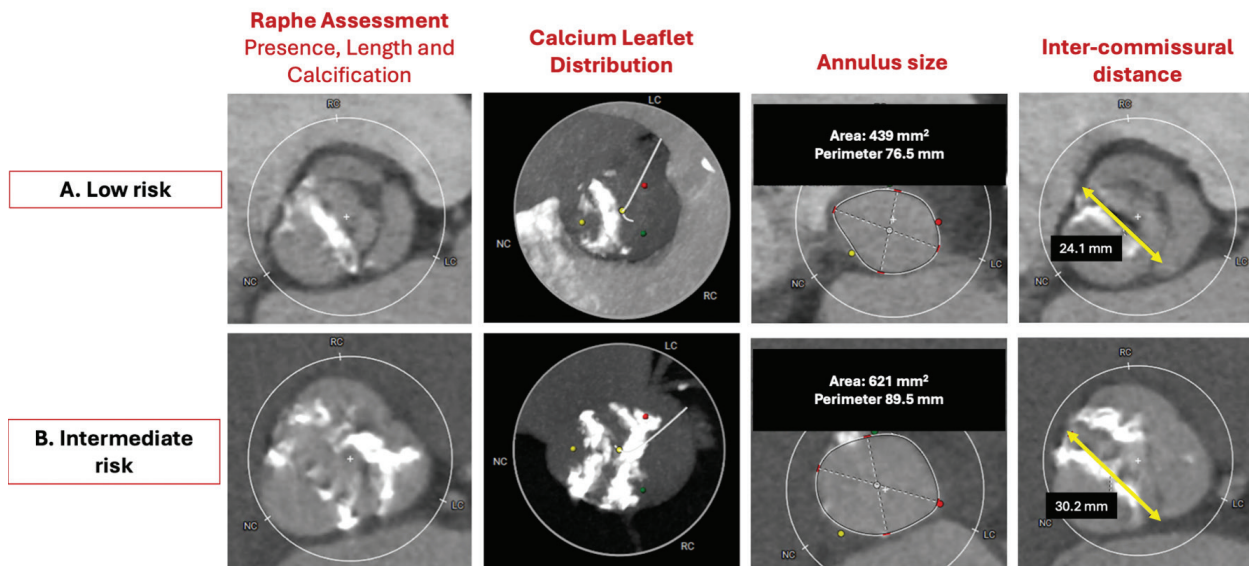 Raphe Assessment
Presence, Length and
Calcification
Calcium Leaflet
Distribution
Annulus size
Inter-commissural
distance
A. Low risk
RC
NC
LC
LC
NC
RC
Area: 439 mm²
Perimeter 76.5 mm
NC
LC
RC
24.1 mm
NC
LC
B. Intermediate
risk
RC
NC
LC
LC
NC
RC
Area: 621 mm²
Perimeter 89.5 mm
NC
LC
RC
30.2 mm
NC
LC